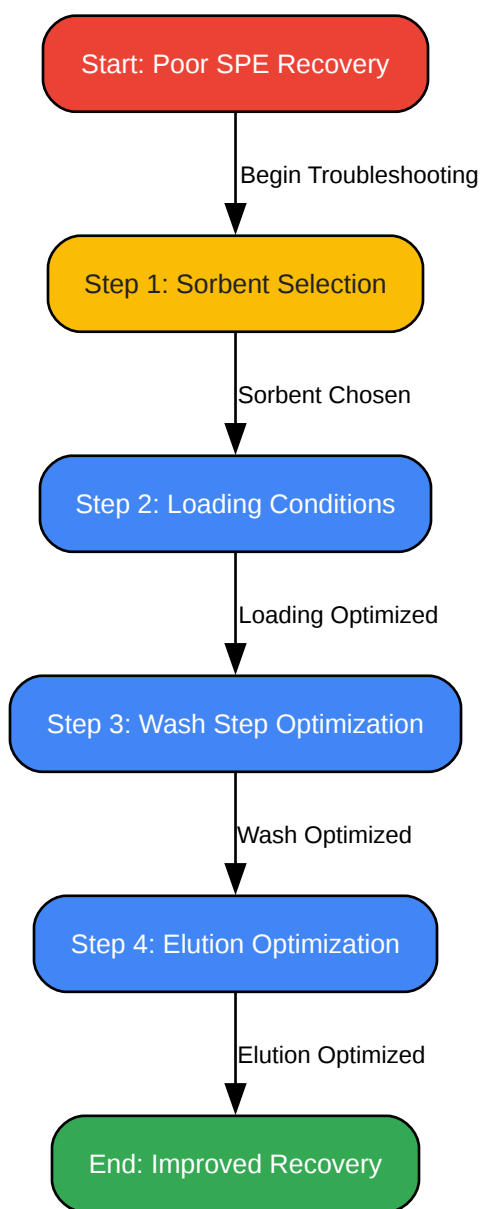 Start: Poor SPE Recovery
Begin Troubleshooting
Step 1: Sorbent Selection
Sorbent Chosen
Step 2: Loading Conditions
Loading Optimized
Step 3: Wash Step Optimization
Wash Optimized
Step 4: Elution Optimization
Elution Optimized
End: Improved Recovery